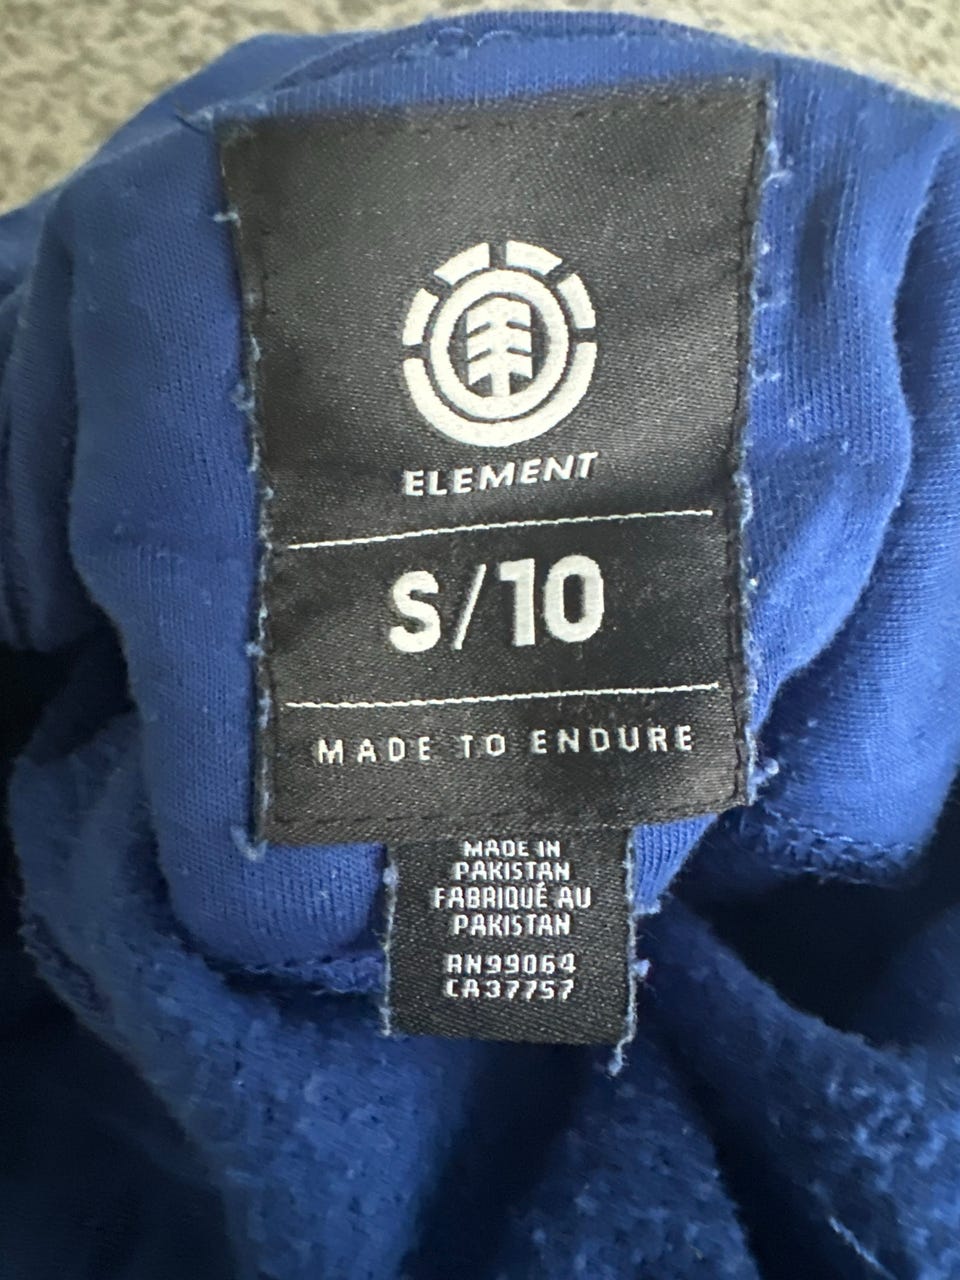 ELEMENT
S/10
MADE TO ENDURE
MADE IN
PAKISTAN
FABRIQUÉ AU
PAKISTAN
RN99064
CA37757